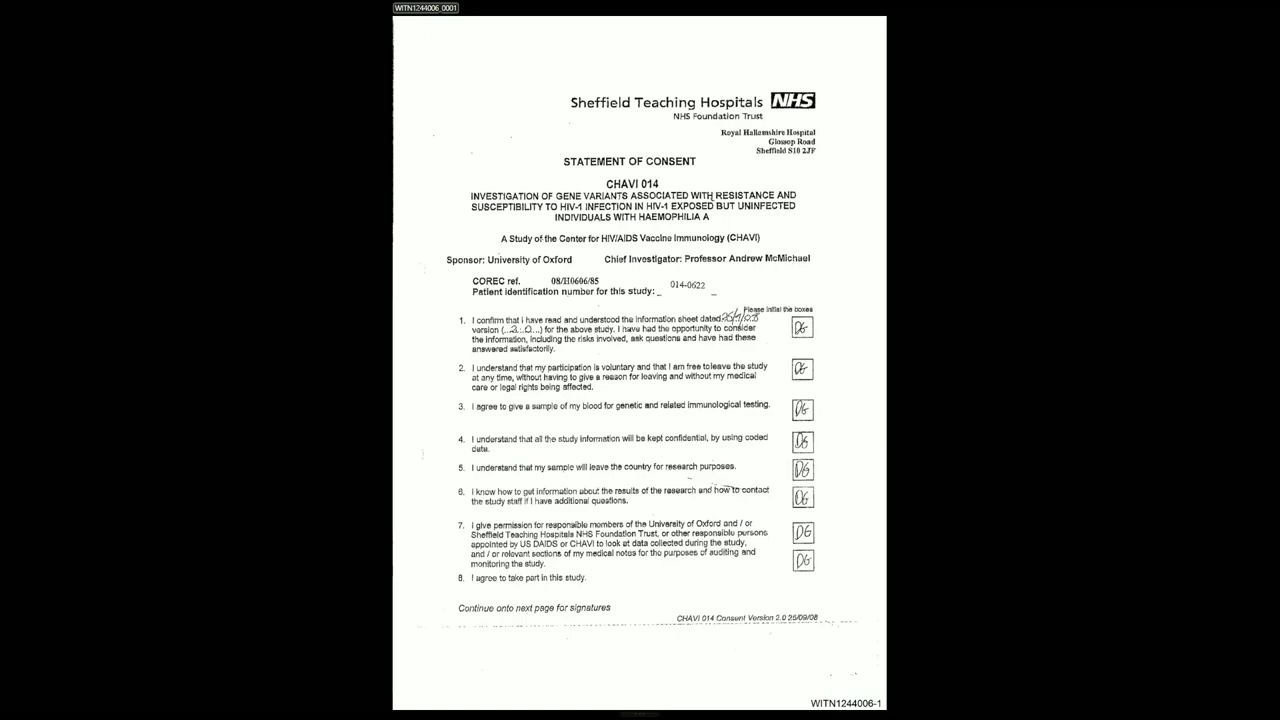 WITN1244006_0001
Sheffield Teaching Hospitals NHS
NHS Foundation Trust
Royal Hallamshire Hospital
Glossop Road
Sheffield S10 2JF
STATEMENT OF CONSENT
CHAVI 014
INVESTIGATION OF GENE VARIANTS ASSOCIATED WITH RESISTANCE AND
SUSCEPTIBILITY TO HIV-1 INFECTION IN HIV-1 EXPOSED BUT UNINFECTED
INDIVIDUALS WITH HAEMOPHILIA A
A Study of the Center for HIV/AIDS Vaccine Immunology (CHAVI)
Sponsor: University of Oxford Chief Investigator: Professor Andrew McMichael
COREC ref. 08/H0606/85
Patient identification number for this study: 014-0622
Please initial the boxes
1. I confirm that I have read and understood the information sheet dated
version (..2.0...) for the above study. I have had the opportunity to consider DG
the information, including the risks involved, ask questions and have had these
answered satisfactorily.
2. I understand that my participation is voluntary and that I am free to leave the study DG
at any time, without having to give a reason for leaving and without my medical
care or legal rights being affected.
3. I agree to give a sample of my blood for genetic and related immunological testing. DG
4. I understand that all the study information will be kept confidential, by using coded DG
data.
5. I understand that my sample will leave the country for research purposes. DG
6. I know how to get information about the results of the research and how to contact DG
the study staff if I have additional questions.
7. I give permission for responsible members of the University of Oxford and / or
Sheffield Teaching Hospitals NHS Foundation Trust, or other responsible persons DG
appointed by US DAIDS or CHAVI to look at data collected during the study,
and / or relevant sections of my medical notes for the purposes of auditing and
monitoring the study. DG
8. I agree to take part in this study.
Continue onto next page for signatures
CHAVI 014 Consent Version 2.0 25/09/08
WITN1244006-1